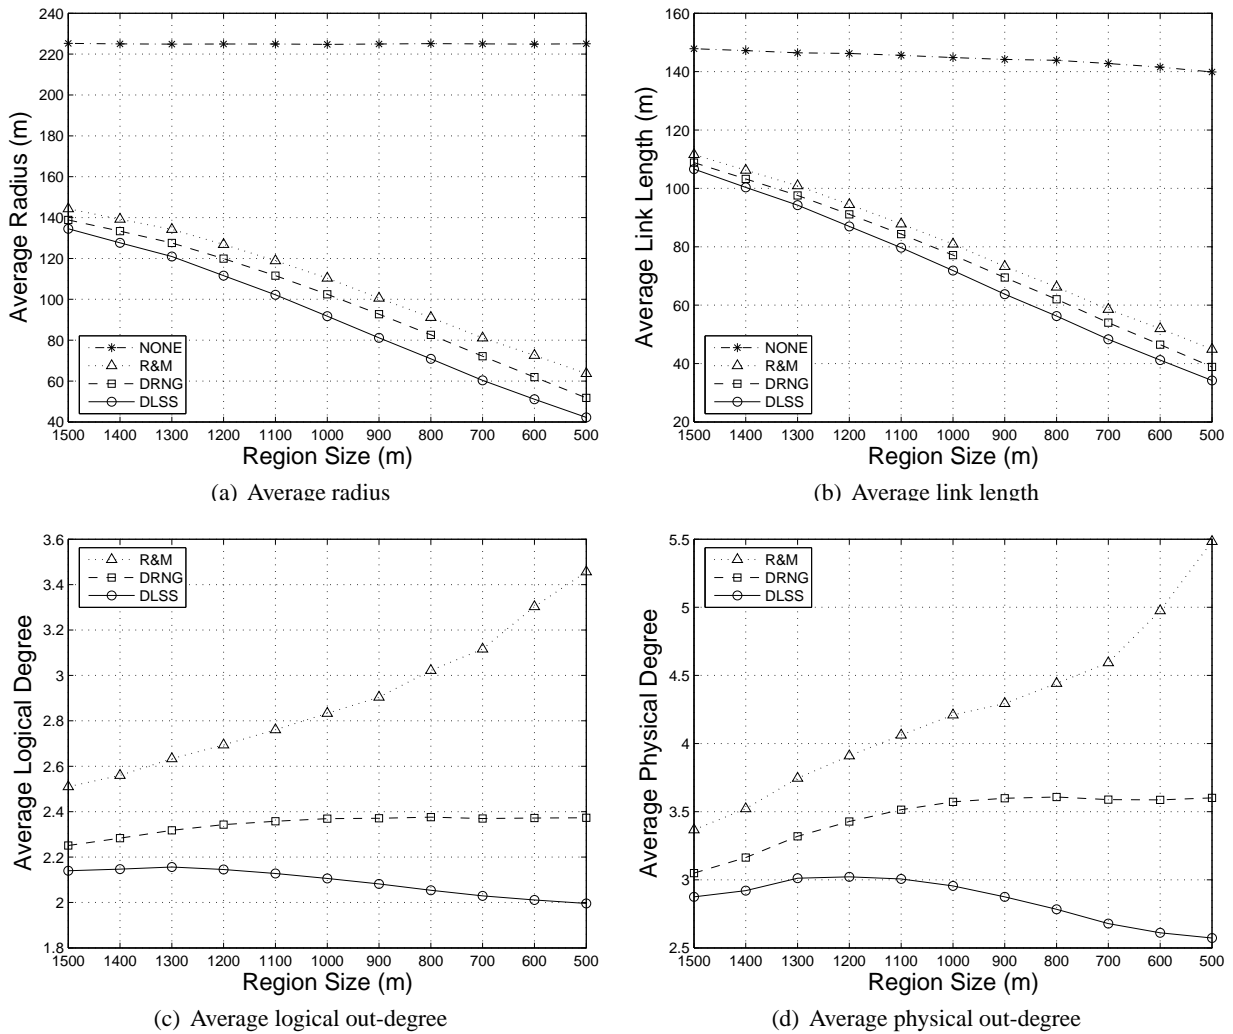 240
220
200
180
160
140
120
100
80
60
40
Average Radius (m)
NONE
R&M
DRNG
DLSS
1500 1400 1300 1200 1100 1000 900 800 700 600 500
Region Size (m)
(a) Average radius
160
140
120
100
80
60
40
20
Average Link Length (m)
NONE
R&M
DRNG
DLSS
1500 1400 1300 1200 1100 1000 900 800 700 600 500
Region Size (m)
(b) Average link length
3.6
3.4
3.2
3
2.8
2.6
2.4
2.2
2
1.8
Average Logical Degree
R&M
DRNG
DLSS
1500 1400 1300 1200 1100 1000 900 800 700 600 500
Region Size (m)
(c) Average logical out-degree
5.5
5
4.5
4
3.5
3
2.5
Average Physical Degree
R&M
DRNG
DLSS
1500 1400 1300 1200 1100 1000 900 800 700 600 500
Region Size (m)
(d) Average physical out-degree